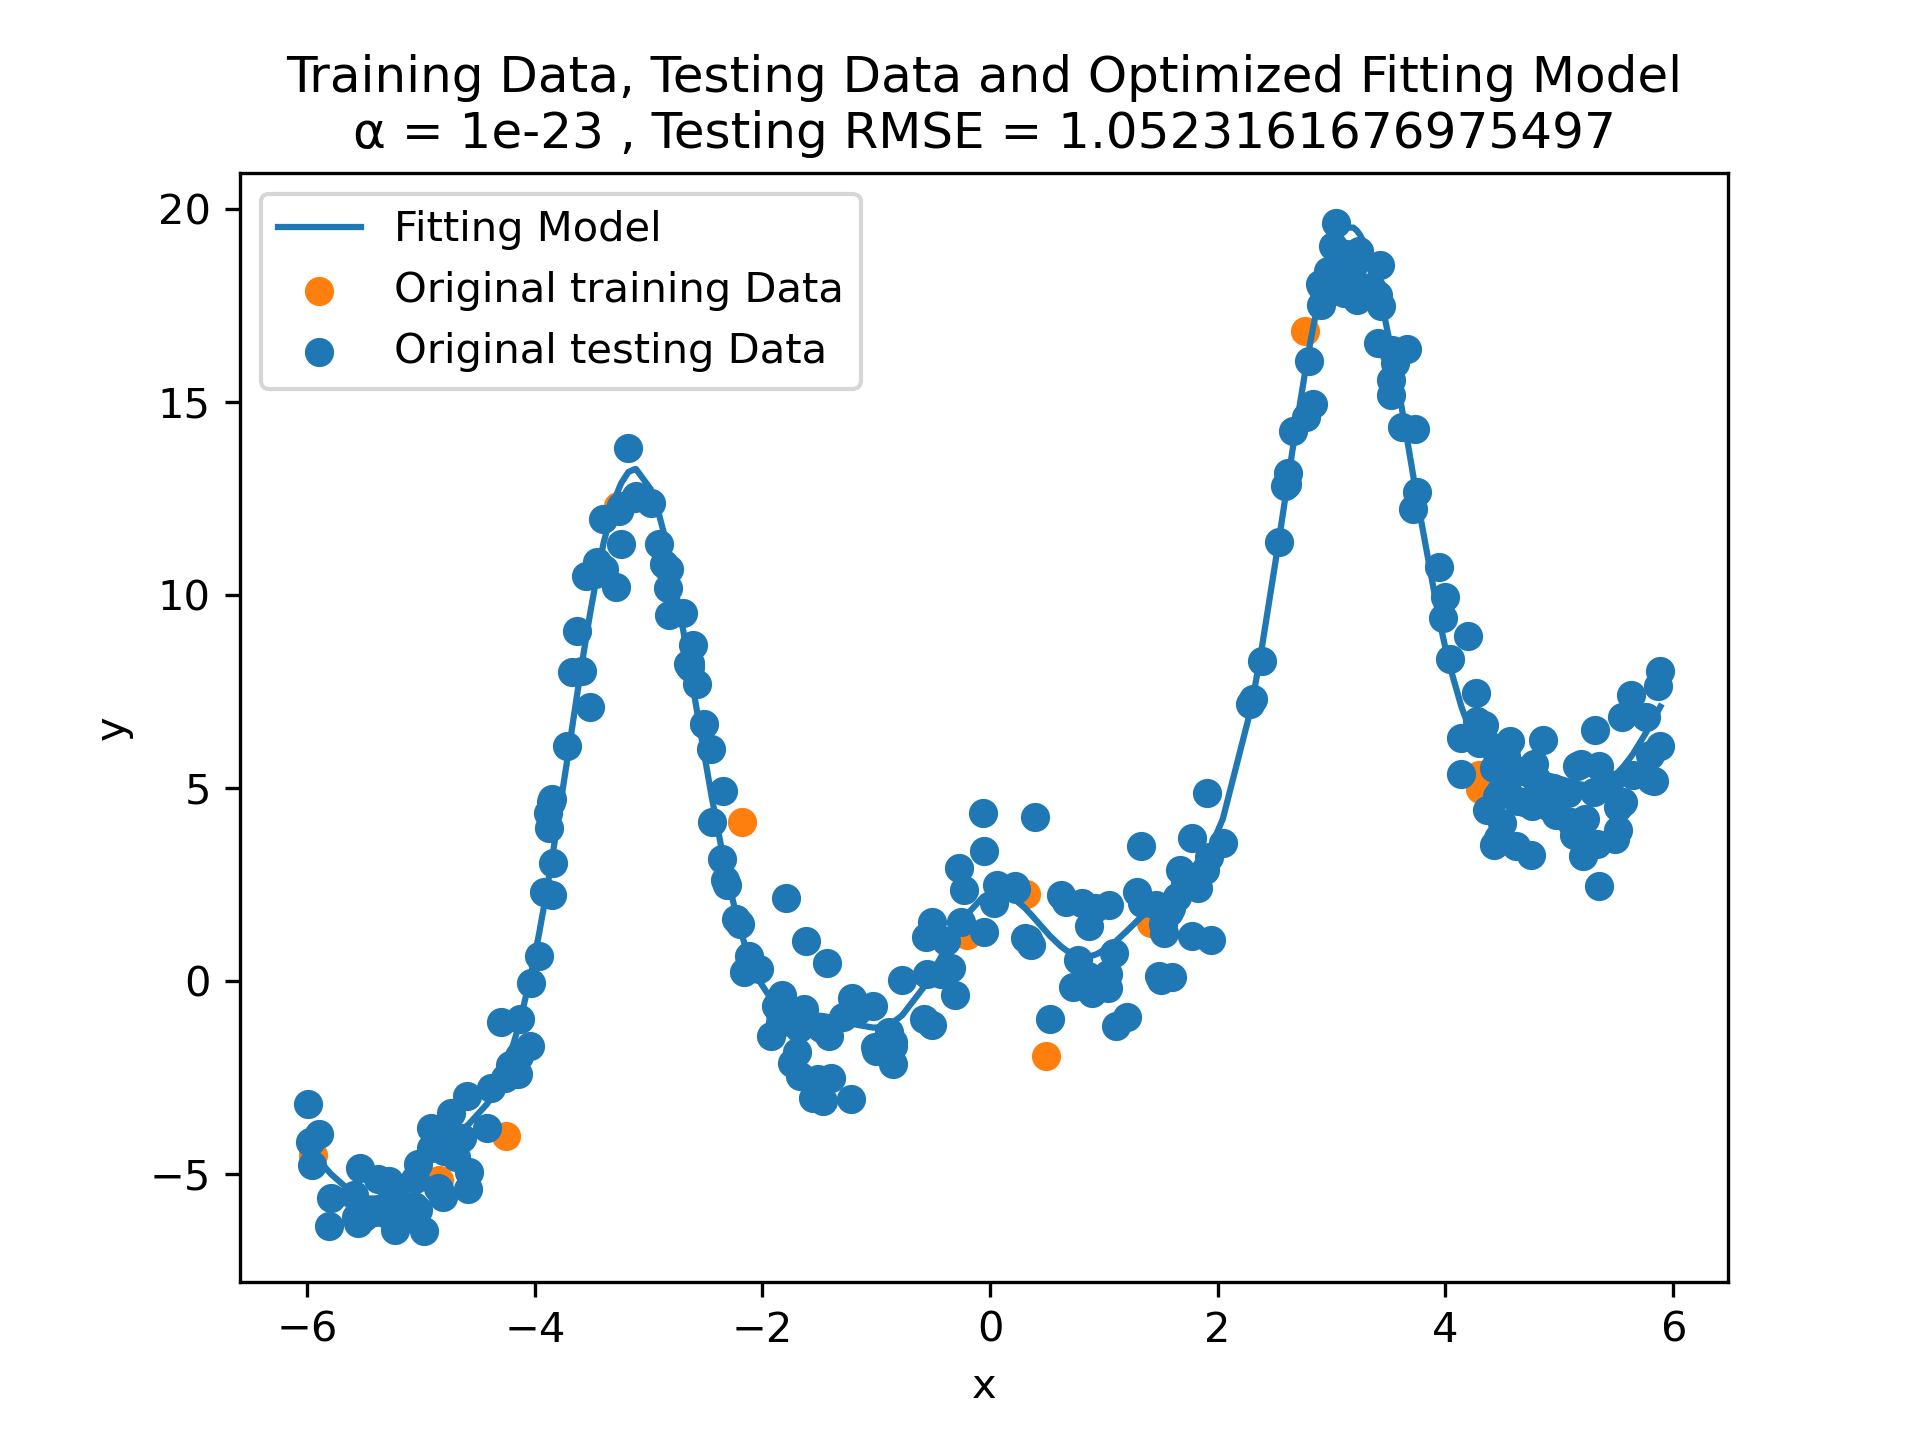 Training Data, Testing Data and Optimized Fitting Model
α = 1e-23 , Testing RMSE = 1.0523161676975497
Fitting Model
Original training Data
Original testing Data
20
15
10
5
0
−5
y
−6 −4 −2 0 2 4 6
x